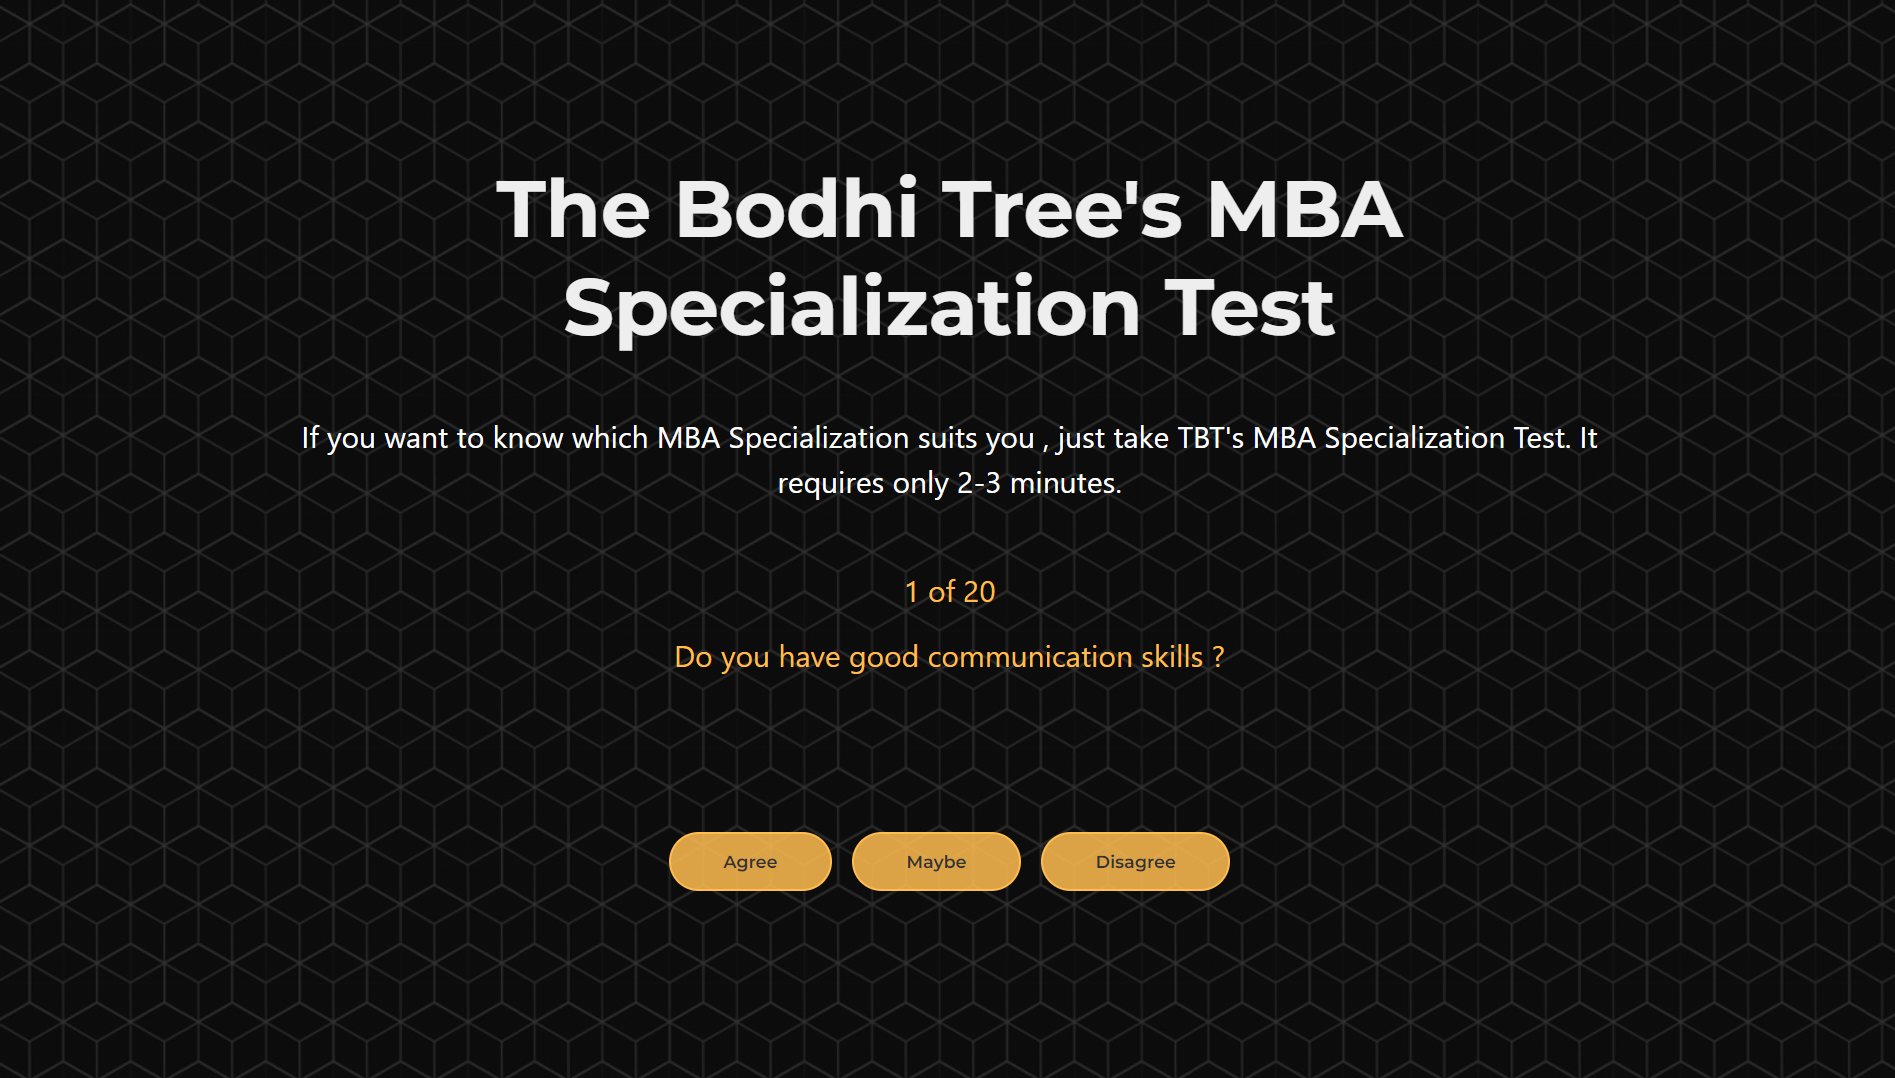 The Bodhi Tree's MBA
Specialization Test
If you want to know which MBA Specialization suits you , just take TBT's MBA Specialization Test. It
requires only 2-3 minutes.
1 of 20
Do you have good communication skills ?
Agree Maybe Disagree